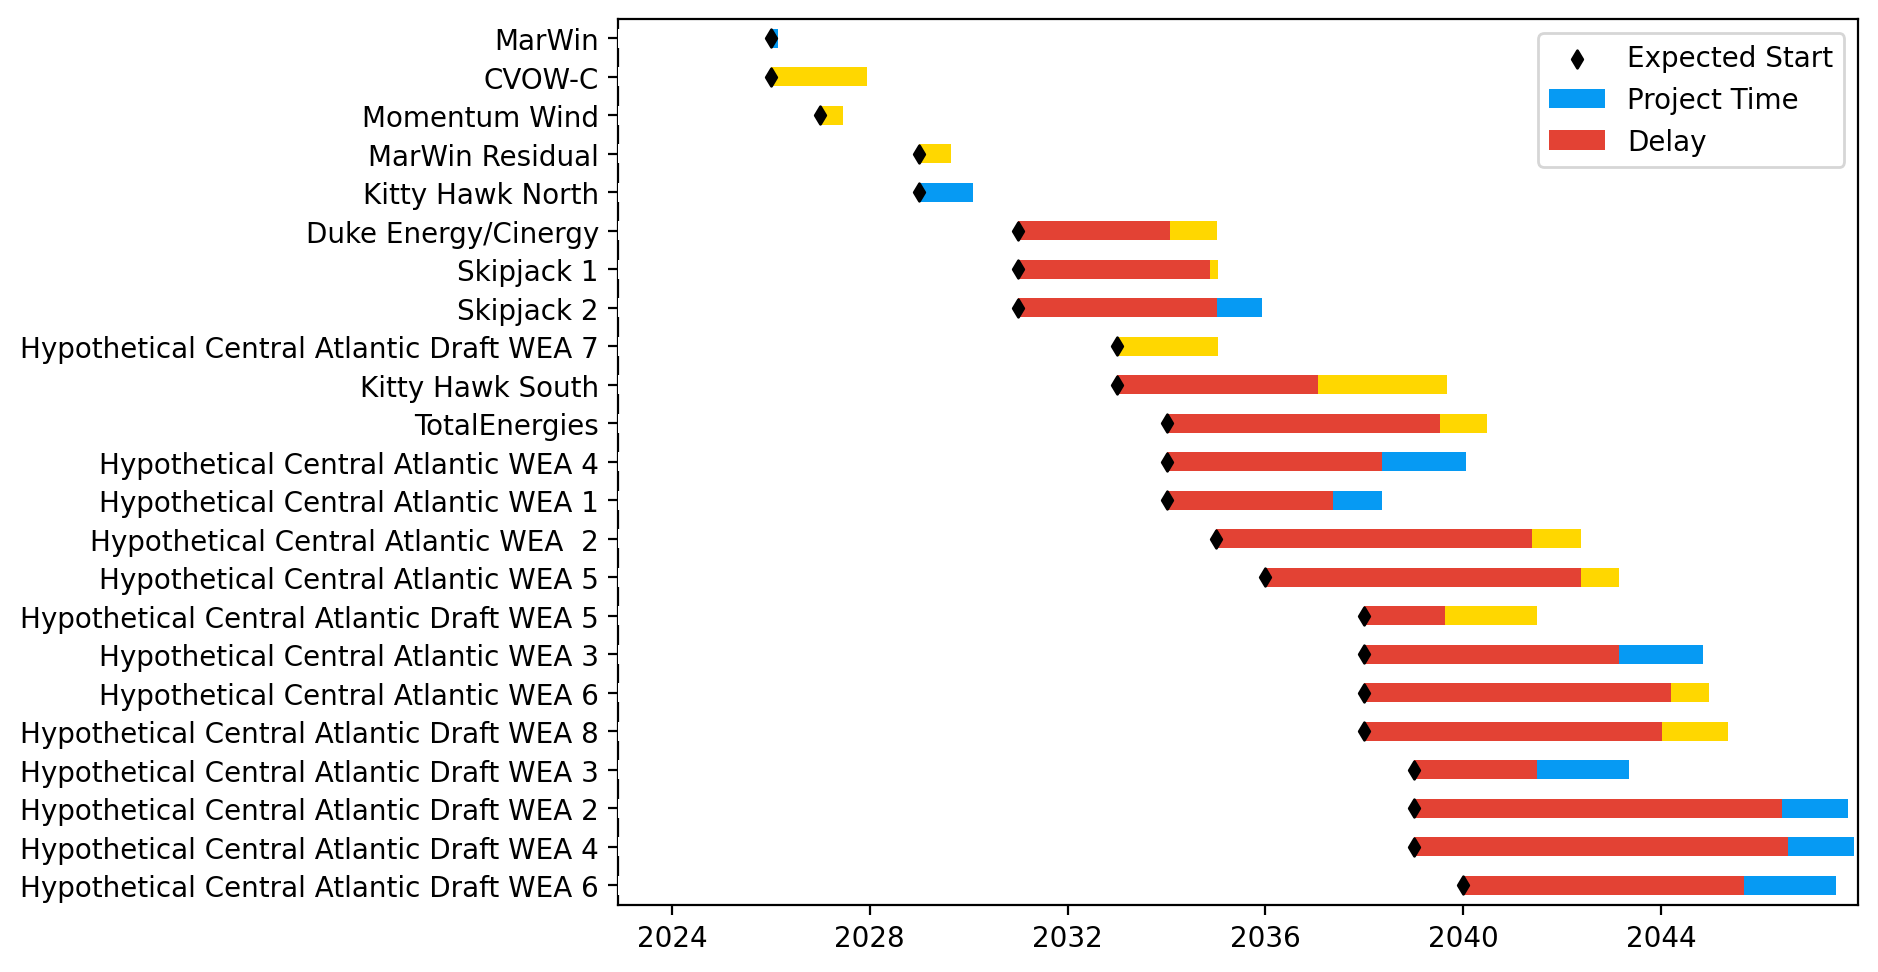 MarWin
CVOW-C
Momentum Wind
MarWin Residual
Kitty Hawk North
Duke Energy/Cinergy
Skipjack 1
Skipjack 2
Hypothetical Central Atlantic Draft WEA 7
Kitty Hawk South
TotalEnergies
Hypothetical Central Atlantic WEA 4
Hypothetical Central Atlantic WEA 1
Hypothetical Central Atlantic WEA  2
Hypothetical Central Atlantic WEA 5
Hypothetical Central Atlantic Draft WEA 5
Hypothetical Central Atlantic WEA 3
Hypothetical Central Atlantic WEA 6
Hypothetical Central Atlantic Draft WEA 8
Hypothetical Central Atlantic Draft WEA 3
Hypothetical Central Atlantic Draft WEA 2
Hypothetical Central Atlantic Draft WEA 4
Hypothetical Central Atlantic Draft WEA 6
Expected Start
Project Time
Delay
2024 2028 2032 2036 2040 2044